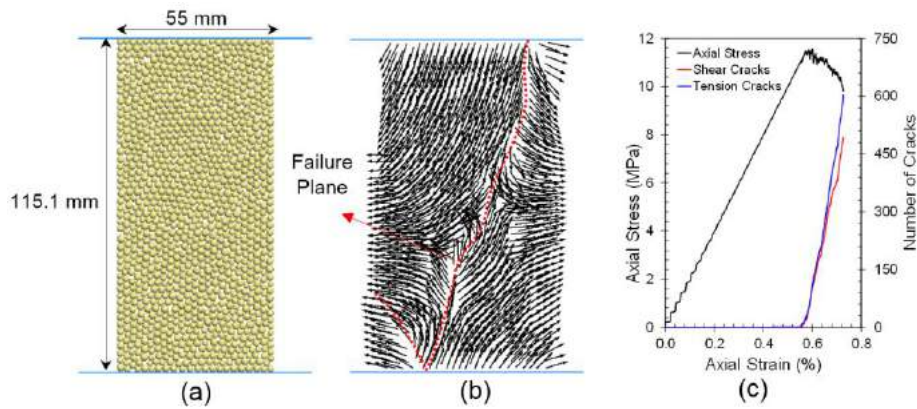 55 mm
115.1 mm
(a)
Failure
Plane
(b)
12
10
8
6
4
2
0
Axial Stress (MPa)
Axial Stress
Shear Cracks
Tension Cracks
750
600
450
300
150
0
Number of Cracks
0.0 0.2 0.4 0.6 0.8
Axial Strain (%)
(c)